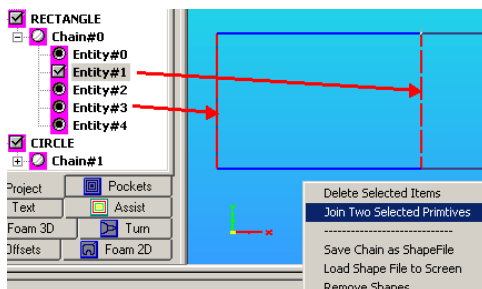 RECTANGLE
Chain#0
Entity#0
Entity#1
Entity#2
Entity#3
Entity#4
CIRCLE
Chain#1
Project Pockets
Text Assist
Foam 3D Turn
Offsets Foam 2D
Y
x
Delete Selected Items
Join Two Selected Primtives
----------------------------
Save Chain as ShapeFile
Load Shape File to Screen
Remove Shapes